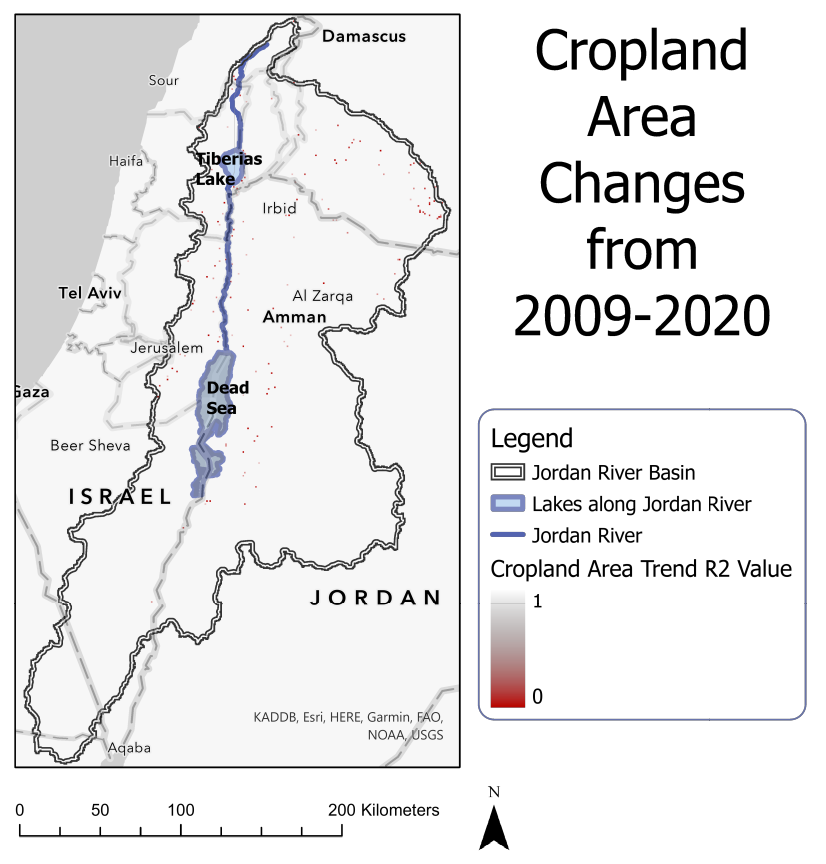 Cropland
Area
Changes
from
2009-2020
Damascus
Sour
Haifa
Tiberias
Lake
Irbid
Tel Aviv
Al Zarqa
Amman
Jerusalem
Gaza
Dead
Sea
Beer Sheva
ISRAEL
JORDAN
KADDB, Esri, HERE, Garmin, FAO,
NOAA, USGS
Aqaba
Legend
Jordan River Basin
Lakes along Jordan River
Jordan River
Cropland Area Trend R2 Value
1
0
0 50 100 200 Kilometers
N